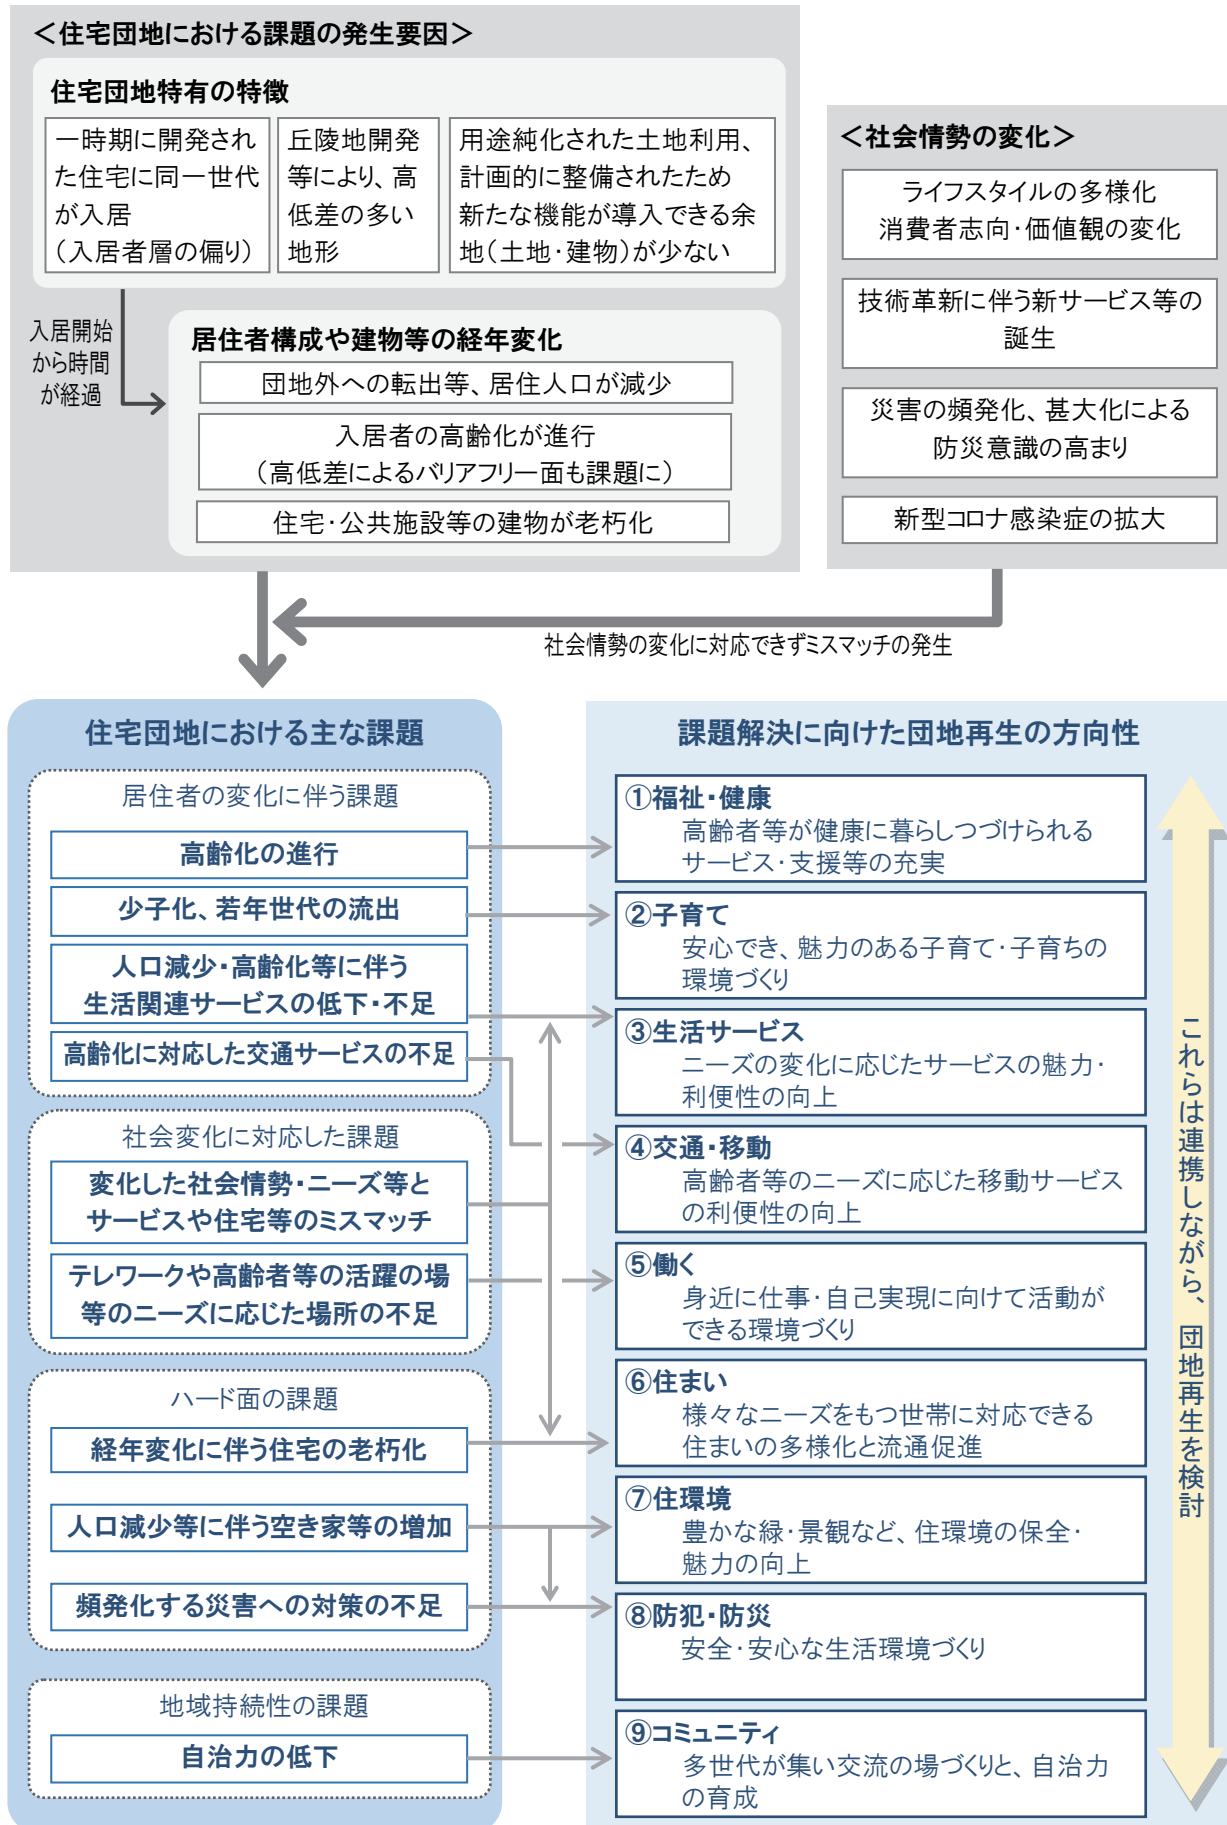 ＜住宅団地における課題の発生要因＞
住宅団地特有の特徴
一時期に開発され
た住宅に同一世代
が入居
（入居者層の偏り）
丘陵地開発
等により、高
低差の多い
地形
用途純化された土地利用、
計画的に整備されたため
新たな機能が導入できる余
地（土地・建物）が少ない
入居開始
から時間
が経過
居住者構成や建物等の経年変化
団地外への転出等、居住人口が減少
入居者の高齢化が進行
（高低差によるバリアフリー面も課題に）
住宅・公共施設等の建物が老朽化
＜社会情勢の変化＞
ライフスタイルの多様化
消費者志向・価値観の変化
技術革新に伴う新サービス等の
誕生
災害の頻発化、甚大化による
防災意識の高まり
新型コロナ感染症の拡大
社会情勢の変化に対応できずミスマッチの発生
住宅団地における主な課題
居住者の変化に伴う課題
高齢化の進行
少子化、若年世代の流出
人口減少・高齢化等に伴う
生活関連サービスの低下・不足
高齢化に対応した交通サービスの不足
社会変化に対応した課題
変化した社会情勢・ニーズ等と
サービスや住宅等のミスマッチ
テレワークや高齢者等の活躍の場
等のニーズに応じた場所の不足
ハード面の課題
経年変化に伴う住宅の老朽化
人口減少等に伴う空き家等の増加
頻発化する災害への対策の不足
地域持続性の課題
自治力の低下
課題解決に向けた団地再生の方向性
①福祉・健康
高齢者等が健康に暮らしつづけられる
サービス・支援等の充実
②子育て
安心でき、魅力のある子育て・子育ちの
環境づくり
③生活サービス
ニーズの変化に応じたサービスの魅力・
利便性の向上
④交通・移動
高齢者等のニーズに応じた移動サービス
の利便性の向上
⑤働く
身近に仕事・自己実現に向けて活動が
できる環境づくり
⑥住まい
様々なニーズをもつ世帯に対応できる
住まいの多様化と流通促進
⑦住環境
豊かな緑・景観など、住環境の保全・
魅力の向上
⑧防犯・防災
安全・安心な生活環境づくり
⑨コミュニティ
多世代が集い交流の場づくりと、自治力
の育成
これらは連携しながら、団地再生を検討